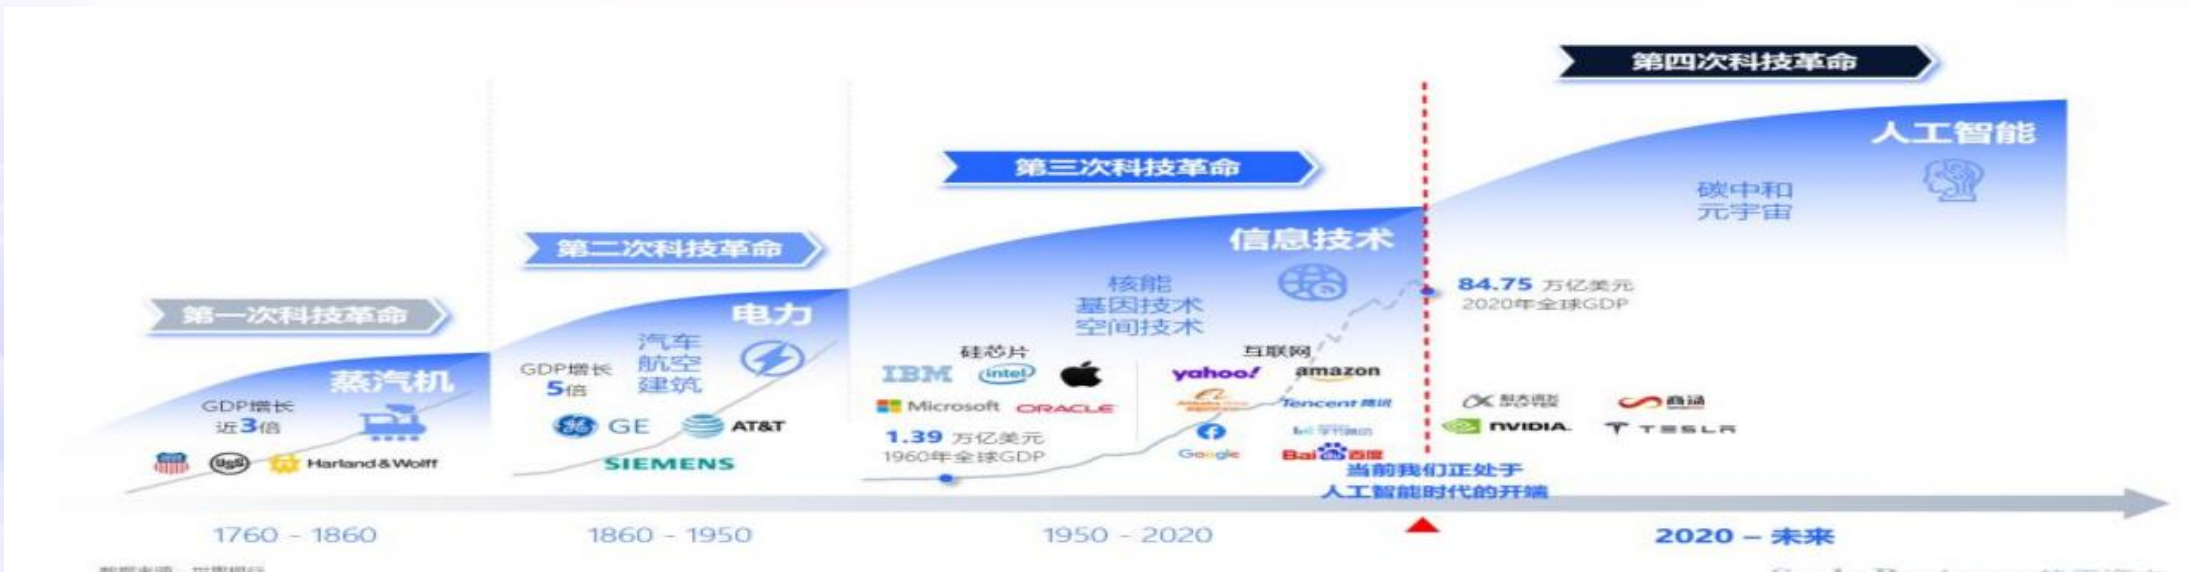 第四次科技革命
人工智能
碳中和
元宇宙
第三次科技革命
信息技术
核能
基因技术
空间技术
第二次科技革命
电力
汽车
航空
建筑
GDP增长
5倍
GE
AT&T
SIEMENS
第一次科技革命
蒸汽机
GDP增长
近3倍
Harland & Wolff
硅芯片
IBM
intel
Microsoft
ORACLE
1.39 万亿美元
1960年全球GDP
互联网
yahoo!
amazon
Tencent 腾讯
Google
Bai百度
84.75 万亿美元
2020年全球GDP
商汤
NVIDIA.
TESLA
当前我们正处于
人工智能时代的开端
1760 - 1860
1860 - 1950
1950 - 2020
2020 – 未来